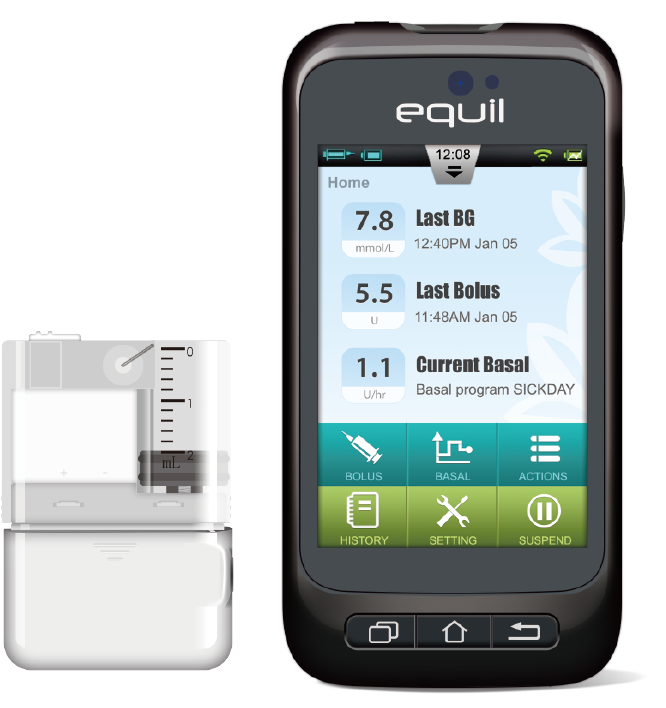 equil
12:08
Home
7.8
mmol/L
Last BG
12:40PM Jan 05
5.5
U
Last Bolus
11:48AM Jan 05
1.1
U/hr
Current Basal
Basal program SICKDAY
BOLUS BASAL ACTIONS
HISTORY SETTING SUSPEND
0
1
2
mL
+ -